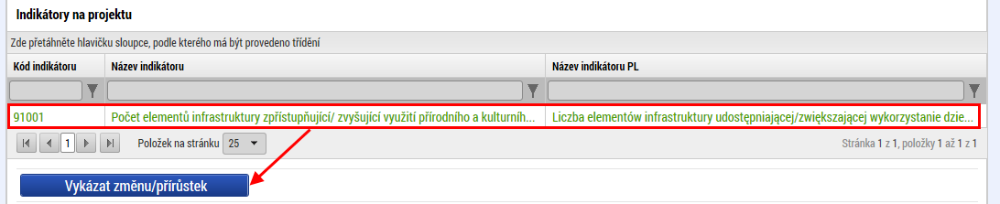 Indikátory na projektu
Zde přetáhněte hlavičku sloupce, podle kterého má být provedeno třídění
Kód indikátoru Název indikátoru Název indikátoru PL
91001 Počet elementů infrastruktury zpřístupňující/ zvyšující využití přírodního a kulturníh... Liczba elementów infrastruktury udostępniającej/zwiększającej wykorzystanie dzie...
1 Položek na stránku 25 Stránka 1 z 1, položky 1 až 1 z 1
Vykázat změnu/přírůstek